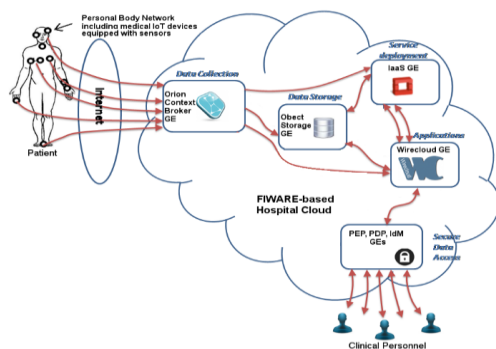 Personal Body Network
including medical IoT devices
equipped with sensors
Patient
Internet
Data Collection
Orion
Context
Broker
GE
Data Storage
Obect
Storage
GE
Service
deployment
IaaS GE
Applications
Wirecloud GE
WC
FIWARE-based
Hospital Cloud
PEP, PDP, IdM
GEs
Secure
Data
Access
Clinical Personnel